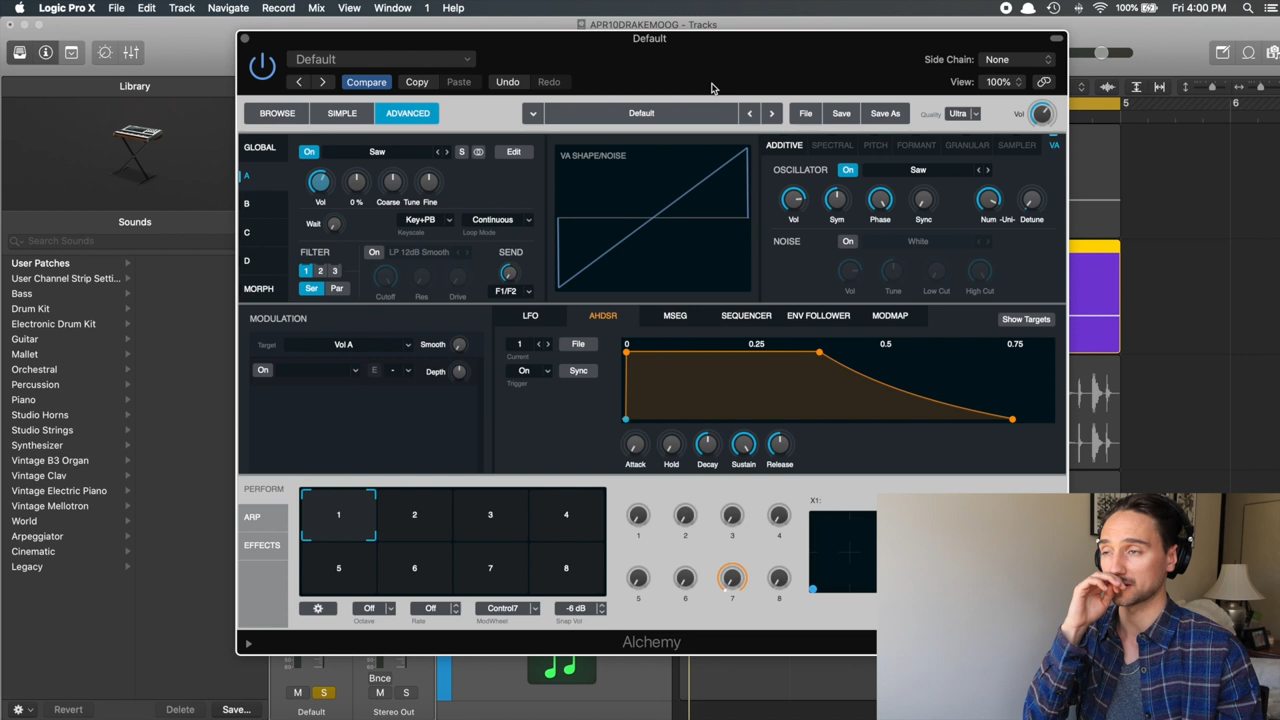 Logic Pro X File Edit Track Navigate Record Mix View Window 1 Help 100% Fri 4:00 PM
APR10DRAKEMOOG - Tracks
Default
Default Side Chain: None
Compare Copy Paste Undo Redo View: 100%
Library
5 6
BROWSE SIMPLE ADVANCED Default File Save Save As Quality Ultra Vol
GLOBAL On Saw S Edit VA SHAPE/NOISE ADDITIVE SPECTRAL PITCH FORMANT GRANULAR SAMPLER VA
A OSCILLATOR On Saw
Vol 0 % Coarse Tune Fine
B Vol Sym Phase Sync Num -Uni- Detune
Wait Key+PB Continuous
Keyscale Loop Mode
C NOISE On White
FILTER On LP 12dB Smooth SEND
D 1 2 3
MORPH Ser Par Cutoff Res Drive F1/F2 Vol Tune Low Cut High Cut
Sounds
Search Sounds
User Patches
User Channel Strip Setti...
Bass
Drum Kit
Electronic Drum Kit
Guitar
Mallet
Orchestral
Percussion
Piano
Studio Horns
Studio Strings
Synthesizer
Vintage B3 Organ
Vintage Clav
Vintage Electric Piano
Vintage Mellotron
World
Arpeggiator
Cinematic
Legacy
MODULATION LFO AHDSR MSEG SEQUENCER ENV FOLLOWER MODMAP Show Targets
Target Vol A Smooth 1 File 0 0.25 0.5 0.75
Current
On E - Depth On Sync
Trigger
Attack Hold Decay Sustain Release
PERFORM
ARP
EFFECTS
1 2 3 4
5 6 7 8
1 2 3 4
5 6 7 8
X1:
Off Off Control7 -6 dB
Octave Rate ModWheel Snap Vol
Alchemy
Bnce
M S M S
Default Stereo Out
Revert Delete Save...